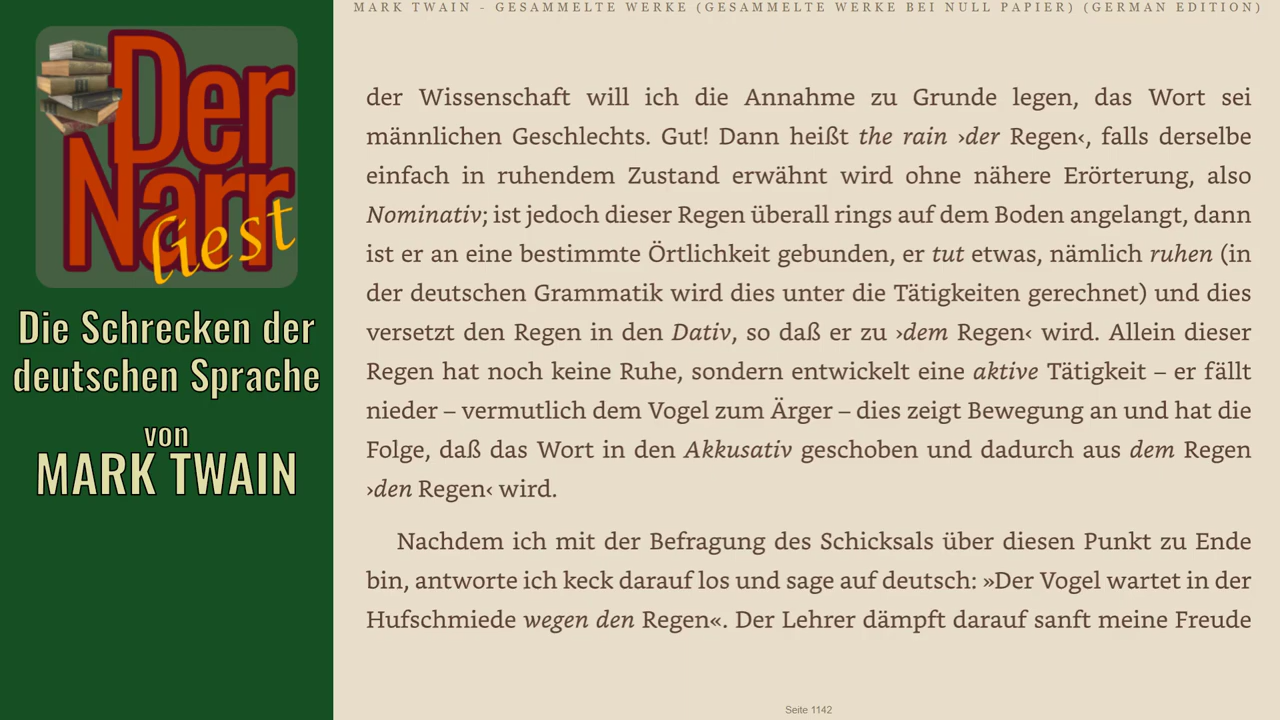 Der
Narr
liest
Die Schrecken der
deutschen Sprache
von
MARK TWAIN
MARK TWAIN - GESAMMELTE WERKE (GESAMMELTE WERKE BEI NULL PAPIER) (GERMAN EDITION)
der Wissenschaft will ich die Annahme zu Grunde legen, das Wort sei
männlichen Geschlechts. Gut! Dann heißt the rain ›der Regen‹, falls derselbe
einfach in ruhendem Zustand erwähnt wird ohne nähere Erörterung, also
Nominativ; ist jedoch dieser Regen überall rings auf dem Boden angelangt, dann
ist er an eine bestimmte Örtlichkeit gebunden, er tut etwas, nämlich ruhen (in
der deutschen Grammatik wird dies unter die Tätigkeiten gerechnet) und dies
versetzt den Regen in den Dativ, so daß er zu ›dem Regen‹ wird. Allein dieser
Regen hat noch keine Ruhe, sondern entwickelt eine aktive Tätigkeit – er fällt
nieder – vermutlich dem Vogel zum Ärger – dies zeigt Bewegung an und hat die
Folge, daß das Wort in den Akkusativ geschoben und dadurch aus dem Regen
›den Regen‹ wird.
Nachdem ich mit der Befragung des Schicksals über diesen Punkt zu Ende
bin, antworte ich keck darauf los und sage auf deutsch: »Der Vogel wartet in der
Hufschmiede wegen den Regen«. Der Lehrer dämpft darauf sanft meine Freude
Seite 1142